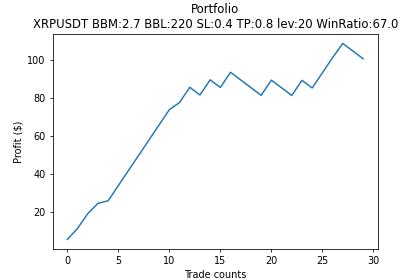 Portfolio
XRPUSDT BBM:2.7 BBL:220 SL:0.4 TP:0.8 lev:20 WinRatio:67.0
100
80
60
40
20
Profit ($)
0 5 10 15 20 25 30
Trade counts